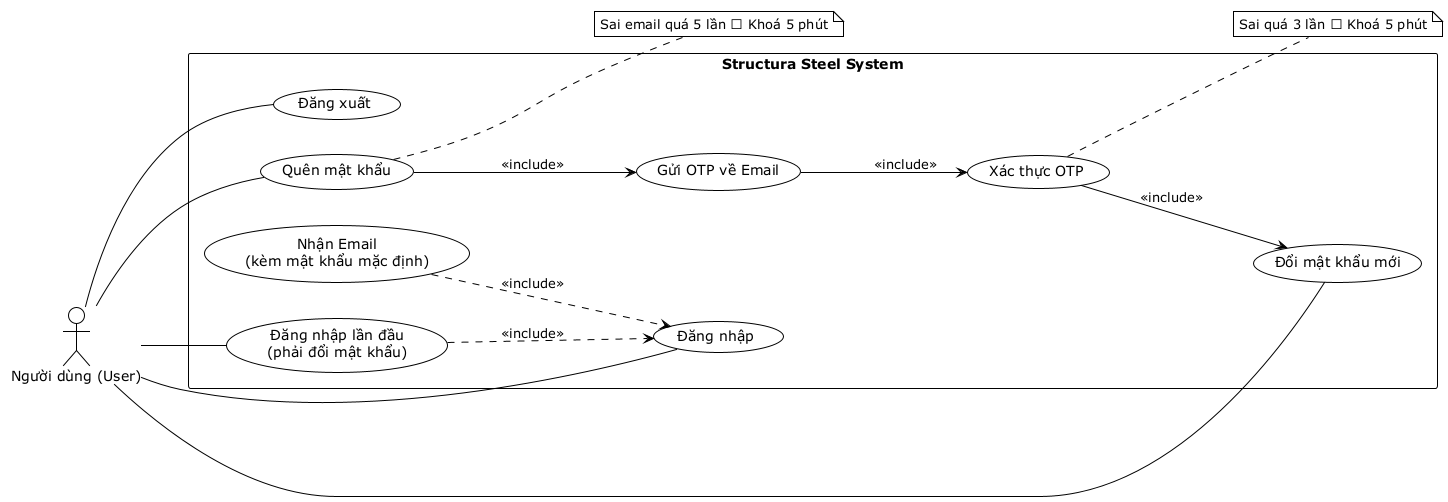 Sai email quá 5 lần □ Khoá 5 phút
Sai quá 3 lần □ Khoá 5 phút
Structura Steel System
Đăng xuất
Quên mật khẩu
«include»
Gửi OTP về Email
«include»
Xác thực OTP
«include»
Nhận Email
(kèm mật khẩu mặc định)
«include»
Đổi mật khẩu mới
Đăng nhập lần đầu
(phải đổi mật khẩu)
«include»
Đăng nhập
Người dùng (User)